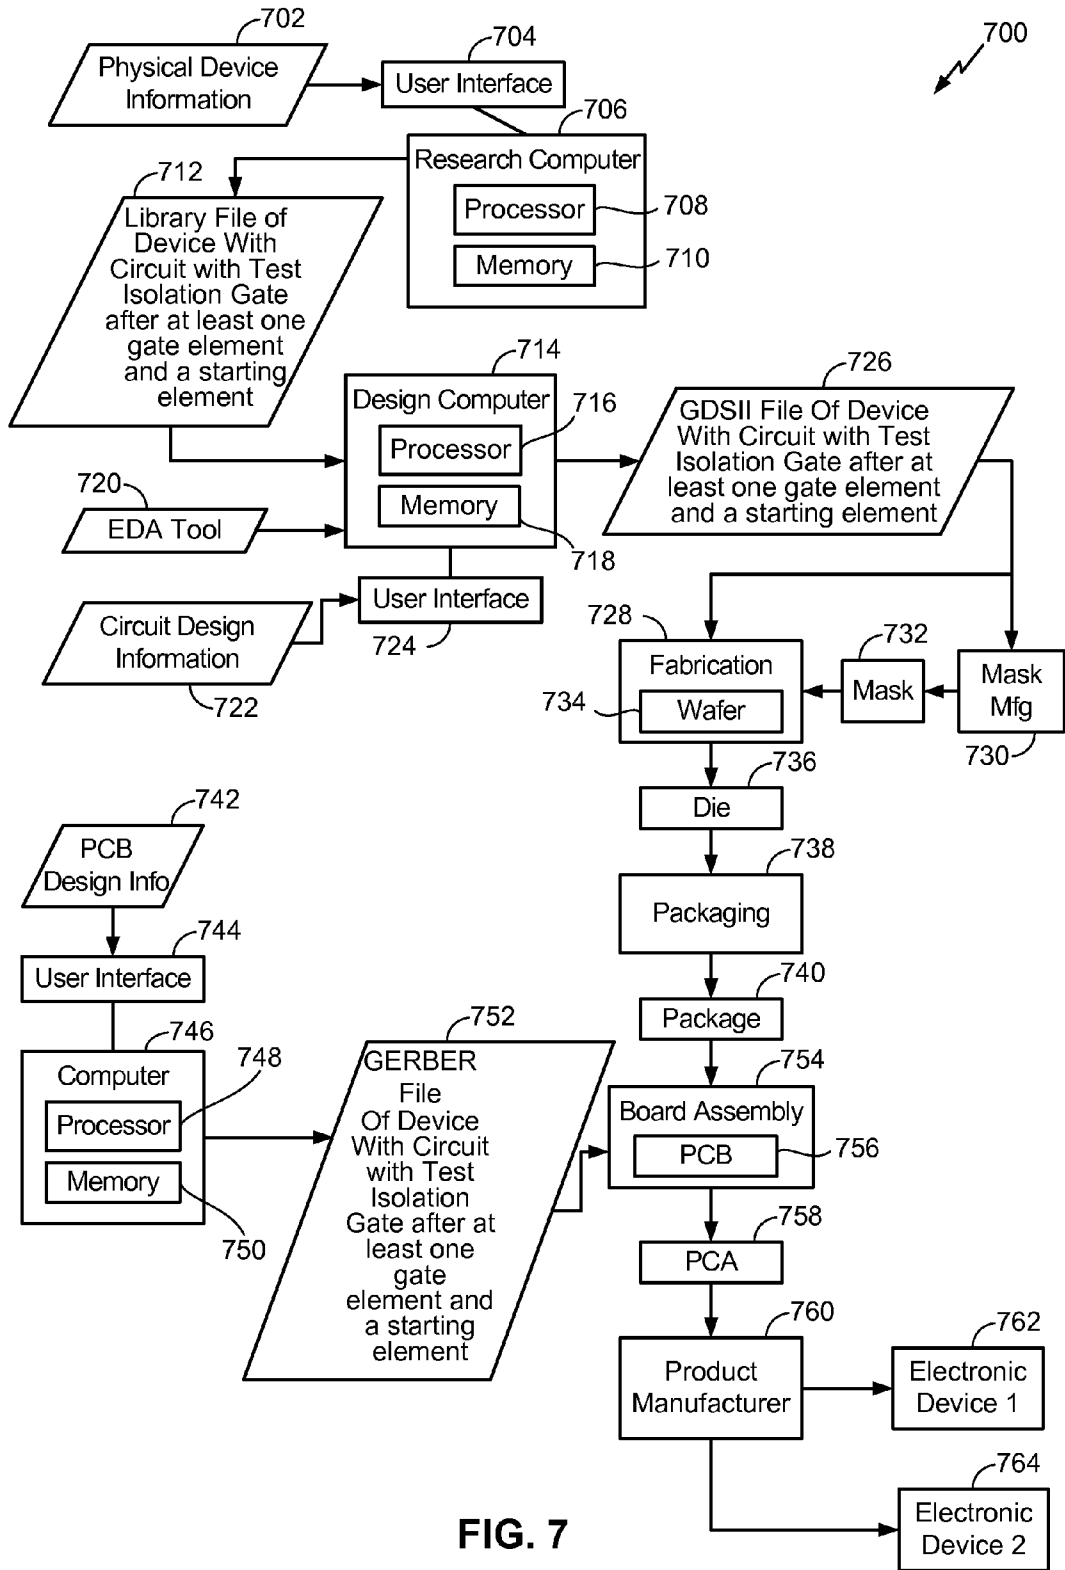 702
Physical Device
Information
704
User Interface
700
706
Research Computer
Processor
708
Memory
710
712
Library File of
Device With
Circuit with Test
Isolation Gate
after at least one
gate element
and a starting
element
714
Design Computer
716
Processor
Memory
718
720
EDA Tool
User Interface
724
Circuit Design
Information
722
726
GDSII File Of Device
With Circuit with Test
Isolation Gate after at
least one gate element
and a starting element
728
Fabrication
734
Wafer
732
Mask
Mask
Mfg
730
736
Die
738
Packaging
740
Package
742
PCB
Design Info
744
User Interface
746
Computer
748
Processor
Memory
750
752
GERBER
File
Of Device
With Circuit
with Test
Isolation
Gate after at
least one
gate
element and
a starting
element
754
Board Assembly
PCB
756
758
PCA
760
Product
Manufacturer
762
Electronic
Device 1
764
Electronic
Device 2
FIG. 7